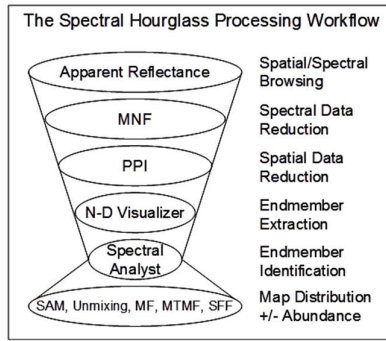 The Spectral Hourglass Processing Workflow
Apparent Reflectance
Spatial/Spectral
Browsing
MNF
Spectral Data
Reduction
PPI
Spatial Data
Reduction
N-D Visualizer
Endmember
Extraction
Spectral
Analyst
Endmember
Identification
SAM, Unmixing, MF, MTMF, SFF
Map Distribution
+/- Abundance